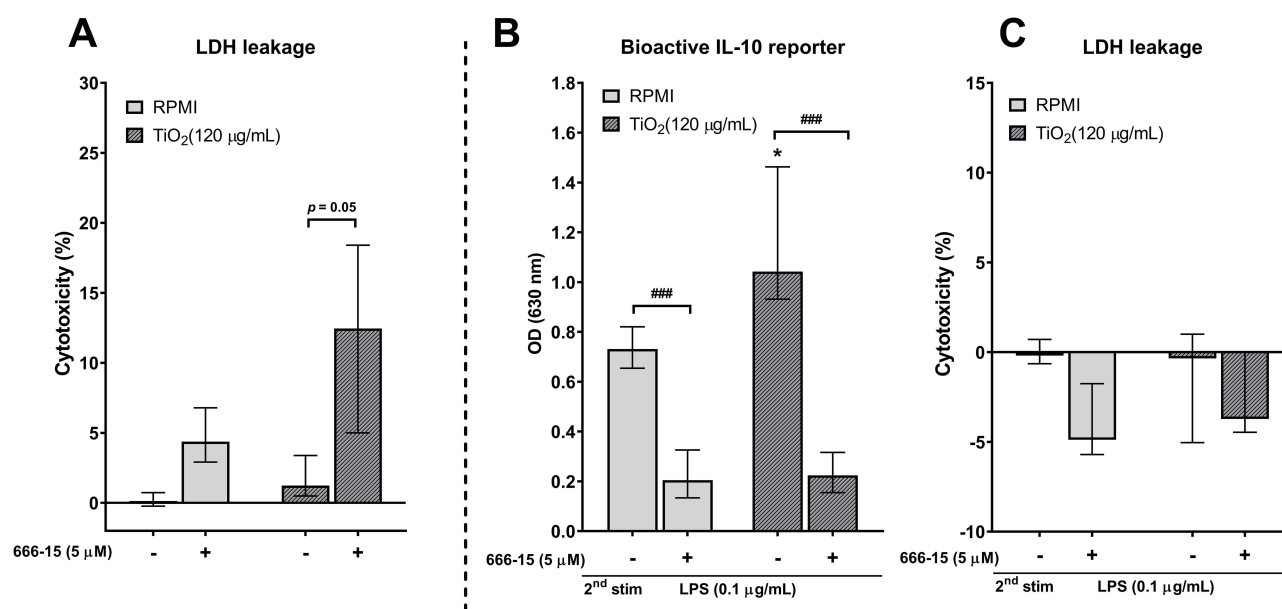 A
LDH leakage
RPMI
TiO2(120 μg/mL)
Cytotoxicity (%)
30
25
20
15
10
5
0
p = 0.05
666-15 (5 μM)
- + - +
B
Bioactive IL-10 reporter
RPMI
TiO2(120 μg/mL)
OD (630 nm)
1.8
1.6
1.4
1.2
1.0
0.8
0.6
0.4
0.2
0.0
###
*
###
666-15 (5 μM)
- + - +
2nd stim LPS (0.1 μg/mL)
C
LDH leakage
RPMI
TiO2(120 μg/mL)
Cytotoxicity (%)
15
10
5
0
-5
-10
666-15 (5 μM)
- + - +
2nd stim LPS (0.1 μg/mL)